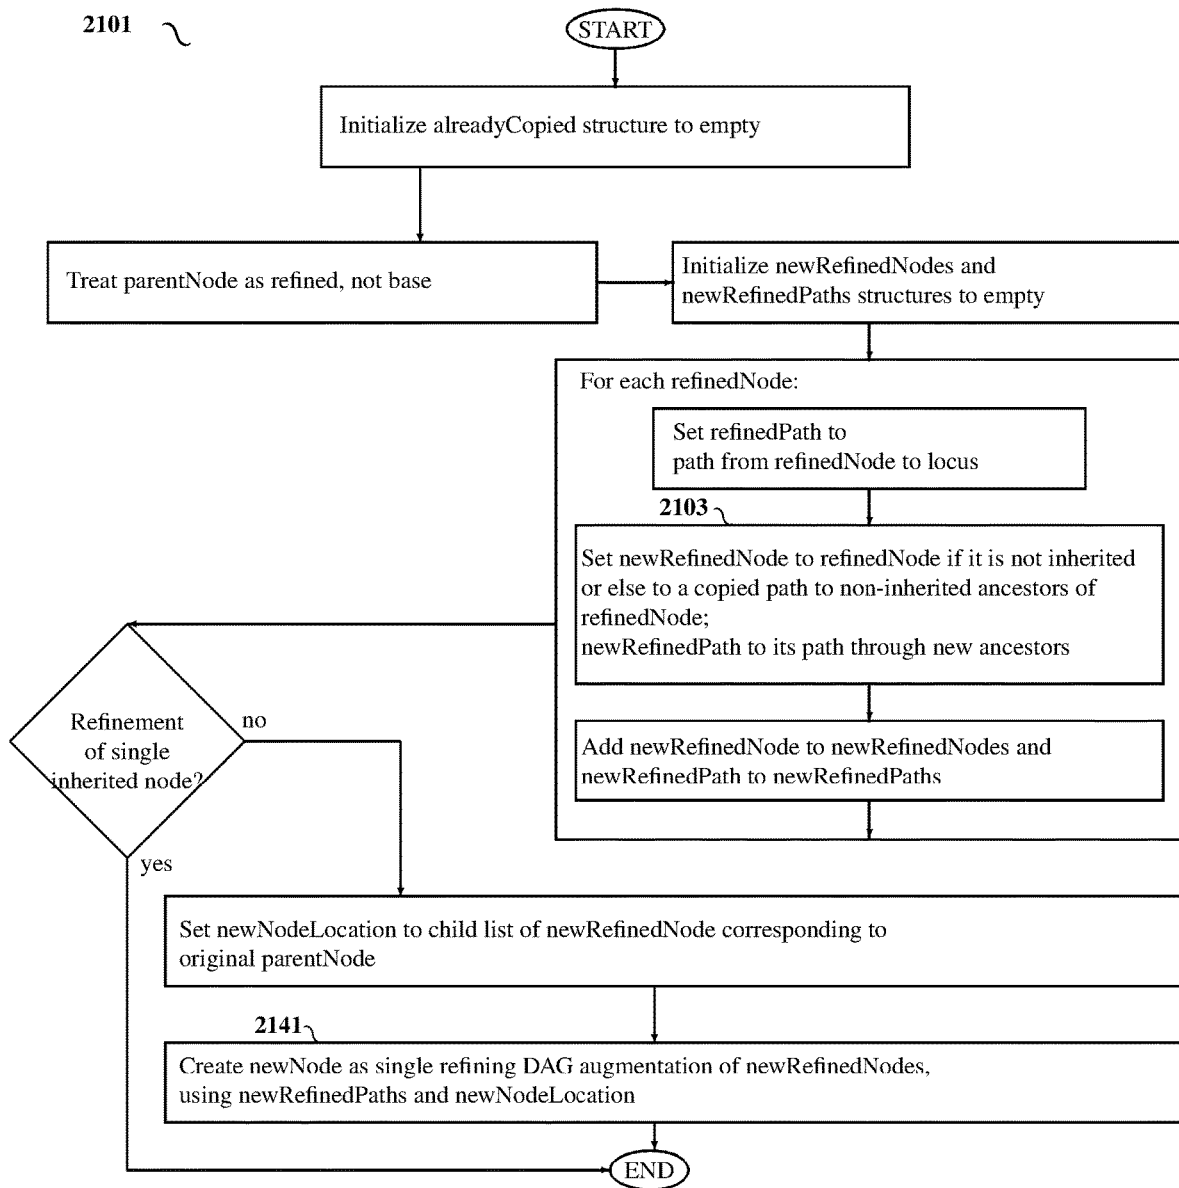 2101
START
Initialize alreadyCopied structure to empty
Treat parentNode as refined, not base
Initialize newRefinedNodes and
newRefinedPaths structures to empty
For each refinedNode:
Set refinedPath to
path from refinedNode to locus
2103
Set newRefinedNode to refinedNode if it is not inherited
or else to a copied path to non-inherited ancestors of
refinedNode;
newRefinedPath to its path through new ancestors
Add newRefinedNode to newRefinedNodes and
newRefinedPath to newRefinedPaths
Refinement
of single
inherited node?
no
yes
Set newNodeLocation to child list of newRefinedNode corresponding to
original parentNode
2141
Create newNode as single refining DAG augmentation of newRefinedNodes,
using newRefinedPaths and newNodeLocation
END